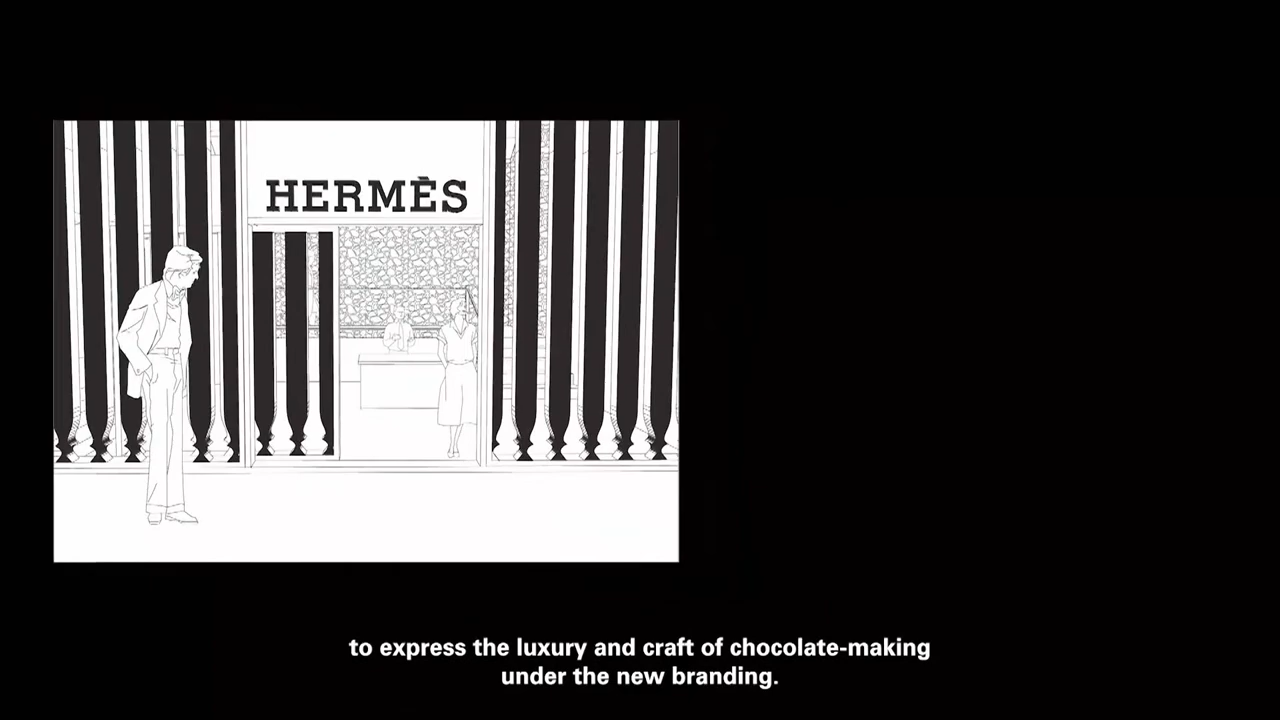 HERMÈS
to express the luxury and craft of chocolate-making
under the new branding.